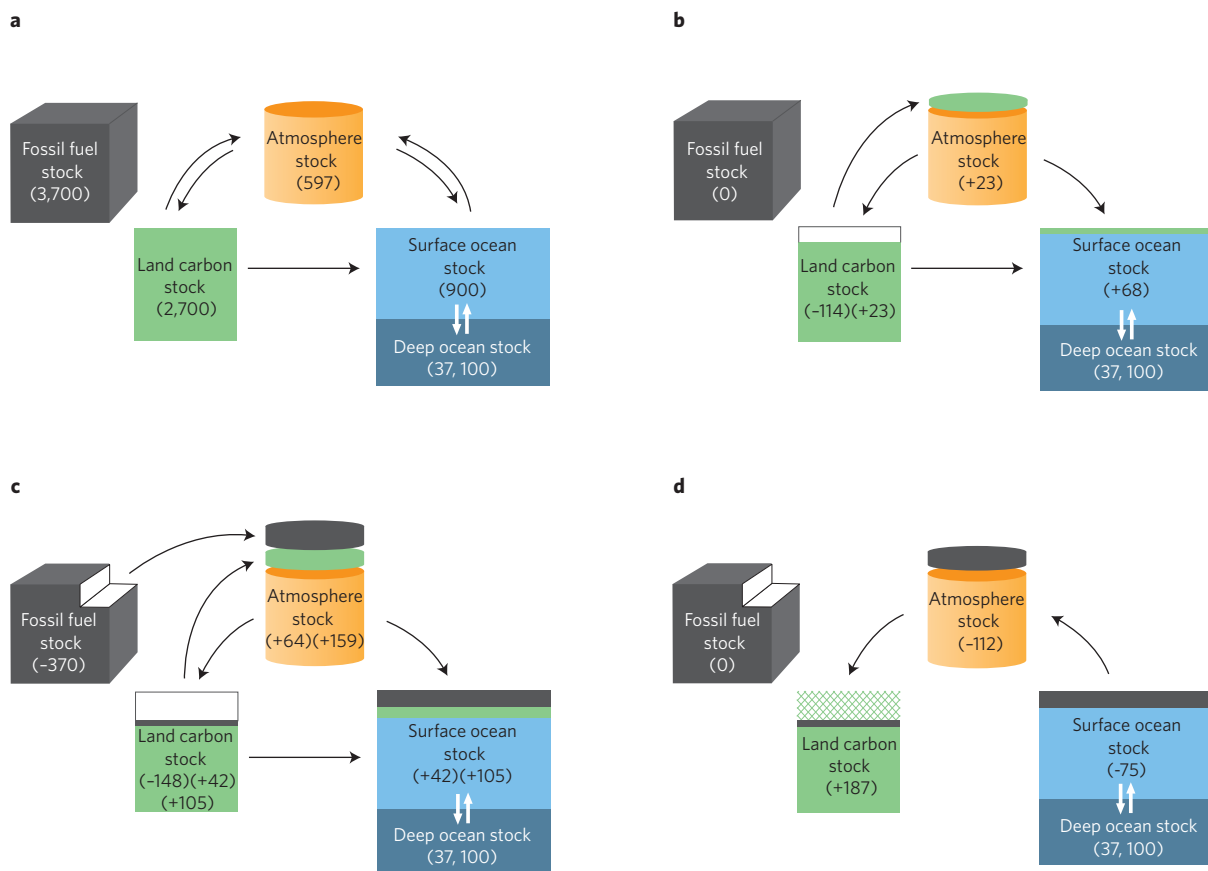 a
Fossil fuel
stock
(3,700)
Atmosphere
stock
(597)
Land carbon
stock
(2,700)
Surface ocean
stock
(900)
Deep ocean stock
(37, 100)
b
Fossil fuel
stock
(0)
Atmosphere
stock
(+23)
Land carbon
stock
(–114)(+23)
Surface ocean
stock
(+68)
Deep ocean stock
(37, 100)
c
Fossil fuel
stock
(–370)
Atmosphere
stock
(+64)(+159)
Land carbon
stock
(–148)(+42)
(+105)
Surface ocean
stock
(+42)(+105)
Deep ocean stock
(37, 100)
d
Fossil fuel
stock
(0)
Atmosphere
stock
(–112)
Land carbon
stock
(+187)
Surface ocean
stock
(-75)
Deep ocean stock
(37, 100)